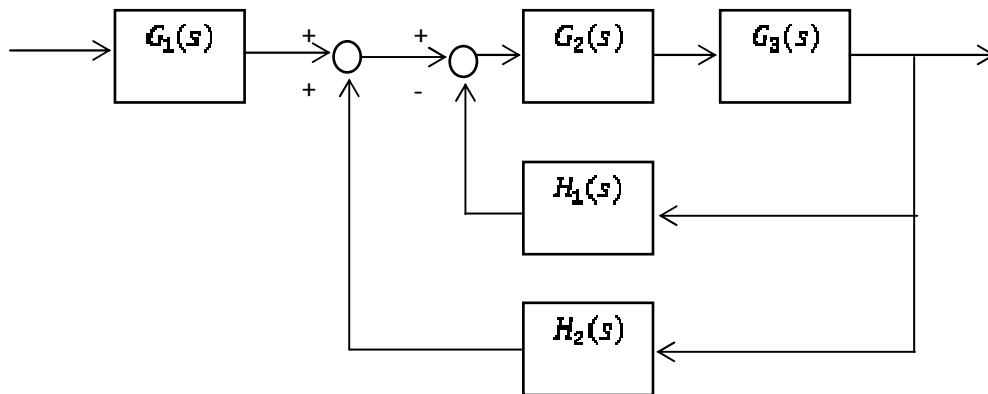 G₁(s)
+
+
+
-
G₂(s)
G₃(s)
H₁(s)
H₂(s)